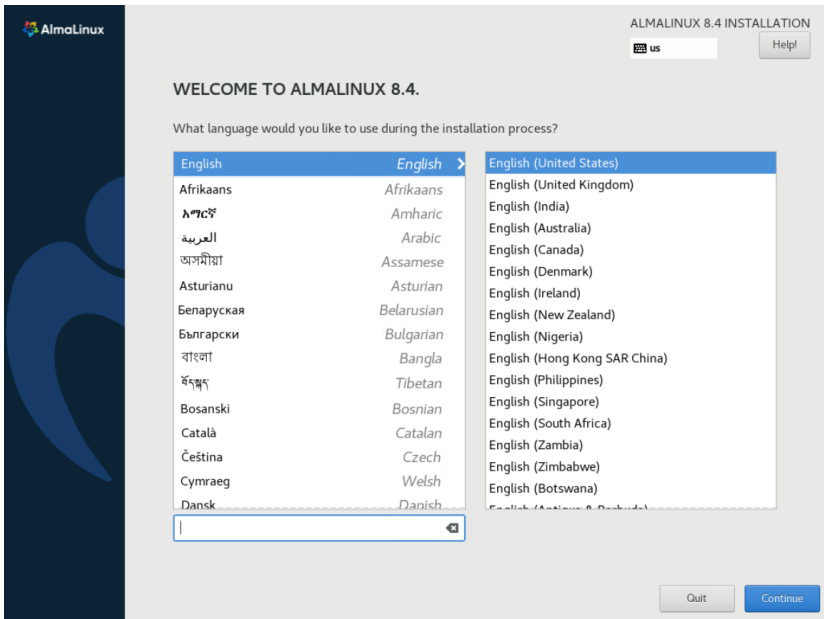 AlmaLinux
ALMALINUX 8.4 INSTALLATION
us
Help!
WELCOME TO ALMALINUX 8.4.
What language would you like to use during the installation process?
English English
Afrikaans Afrikaans
አማርኛ Amharic
العربية Arabic
অসমীয়া Assamese
Asturianu Asturian
Беларуская Belarusian
Български Bulgarian
বাংলা Bangla
བོད་སྐད་ Tibetan
Bosanski Bosnian
Català Catalan
Čeština Czech
Cymraeg Welsh
Dansk Danish
English (United States)
English (United Kingdom)
English (India)
English (Australia)
English (Canada)
English (Denmark)
English (Ireland)
English (New Zealand)
English (Nigeria)
English (Hong Kong SAR China)
English (Philippines)
English (Singapore)
English (South Africa)
English (Zambia)
English (Zimbabwe)
English (Botswana)
English (Antigua & Barbuda)
Quit
Continue